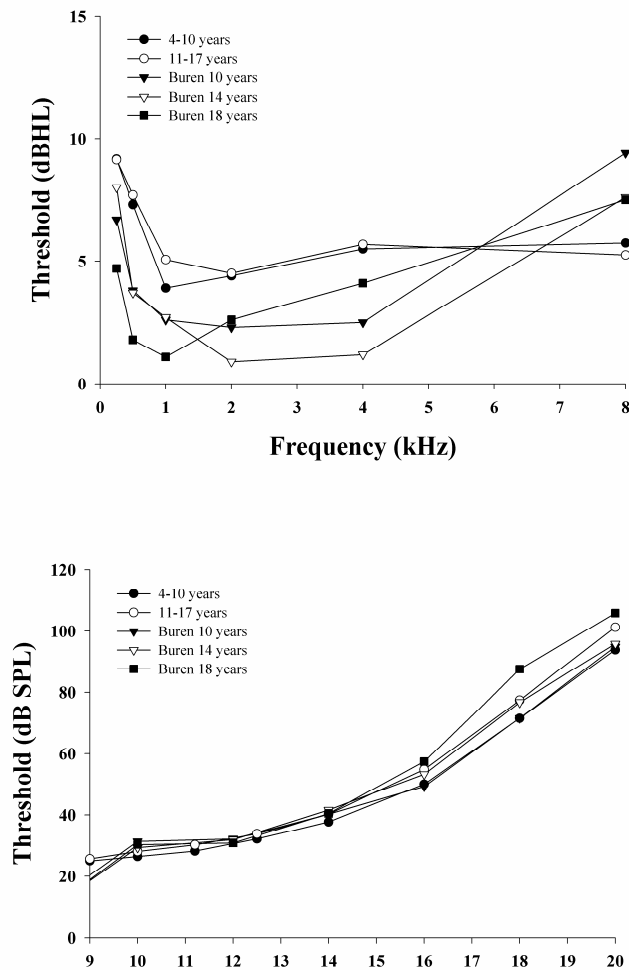 15
4-10 years
11-17 years
Buren 10 years
Buren 14 years
Buren 18 years
10
5
0
Threshold (dBHL)
0 1 2 3 4 5 6 7 8
Frequency (kHz)
120
4-10 years
11-17 years
Buren 10 years
Buren 14 years
Buren 18 years
100
80
60
40
20
0
Threshold (dB SPL)
9 10 11 12 13 14 15 16 17 18 19 20